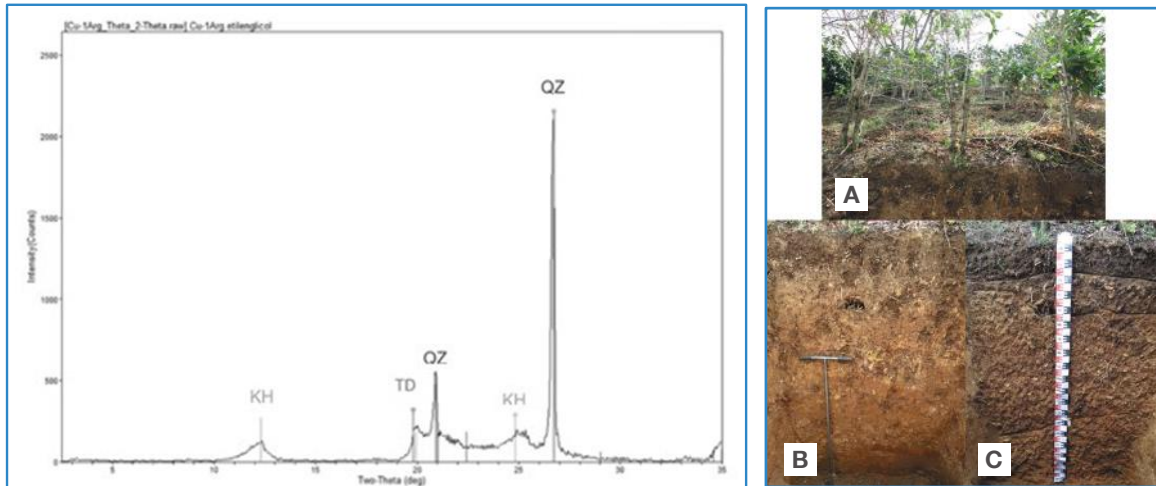 [Cu-1Arg_Theta_2-Theta.raw] Cu-1Arg etilenglicol
Intensity(Counts)
2500
2000
1500
1000
500
0
KH
TD
QZ
KH
QZ
5
10
15
20
25
30
35
Two-Theta (deg)
A
B
C